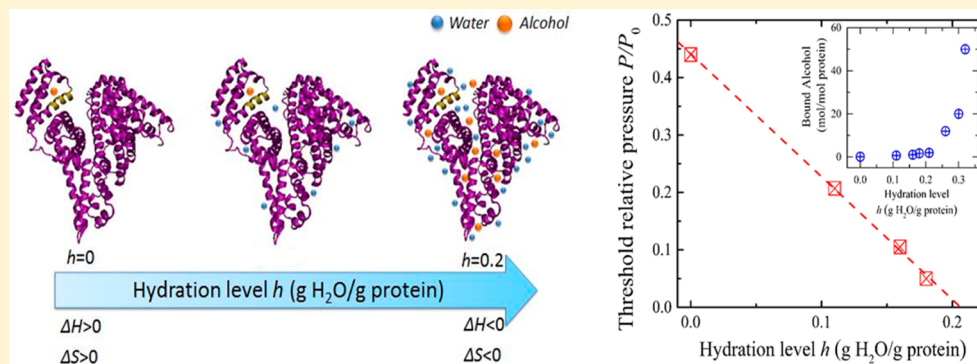 Water Alcohol
h=0
h=0.2
Hydration level h (g H₂O/g protein)
ΔH>0
ΔH<0
ΔS>0
ΔS<0
Threshold relative pressure P/P₀
0.5
0.4
0.3
0.2
0.1
0.0
0.0 0.1 0.2
Hydration level h (g H₂O/g protein)
Bound Alcohol
(mol/mol protein)
60
40
20
0
0.0 0.1 0.2 0.3
Hydration level
h (g H₂O/g protein)